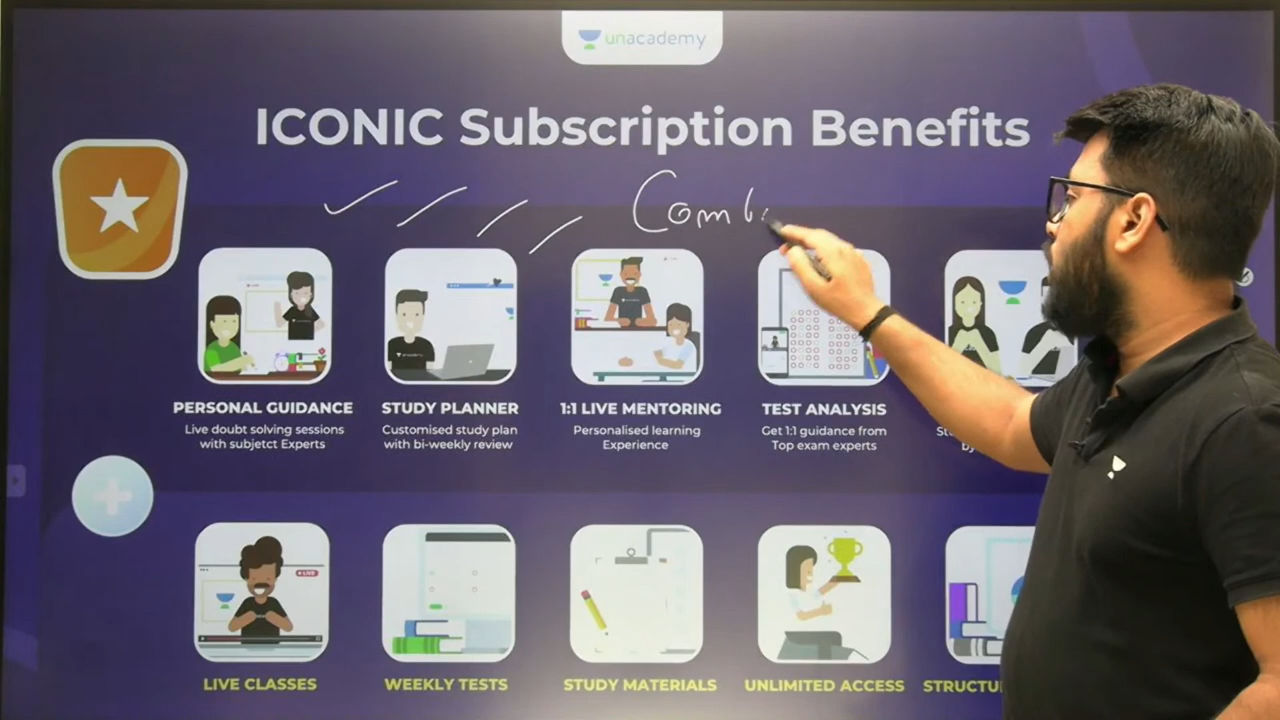 unacademy
ICONIC Subscription Benefits
Comb
PERSONAL GUIDANCE
Live doubt solving sessions
with subjetct Experts
STUDY PLANNER
Customised study plan
with bi-weekly review
1:1 LIVE MENTORING
Personalised learning
Experience
TEST ANALYSIS
Get 1:1 guidance from
Top exam experts
LIVE
LIVE CLASSES
WEEKLY TESTS
STUDY MATERIALS
UNLIMITED ACCESS